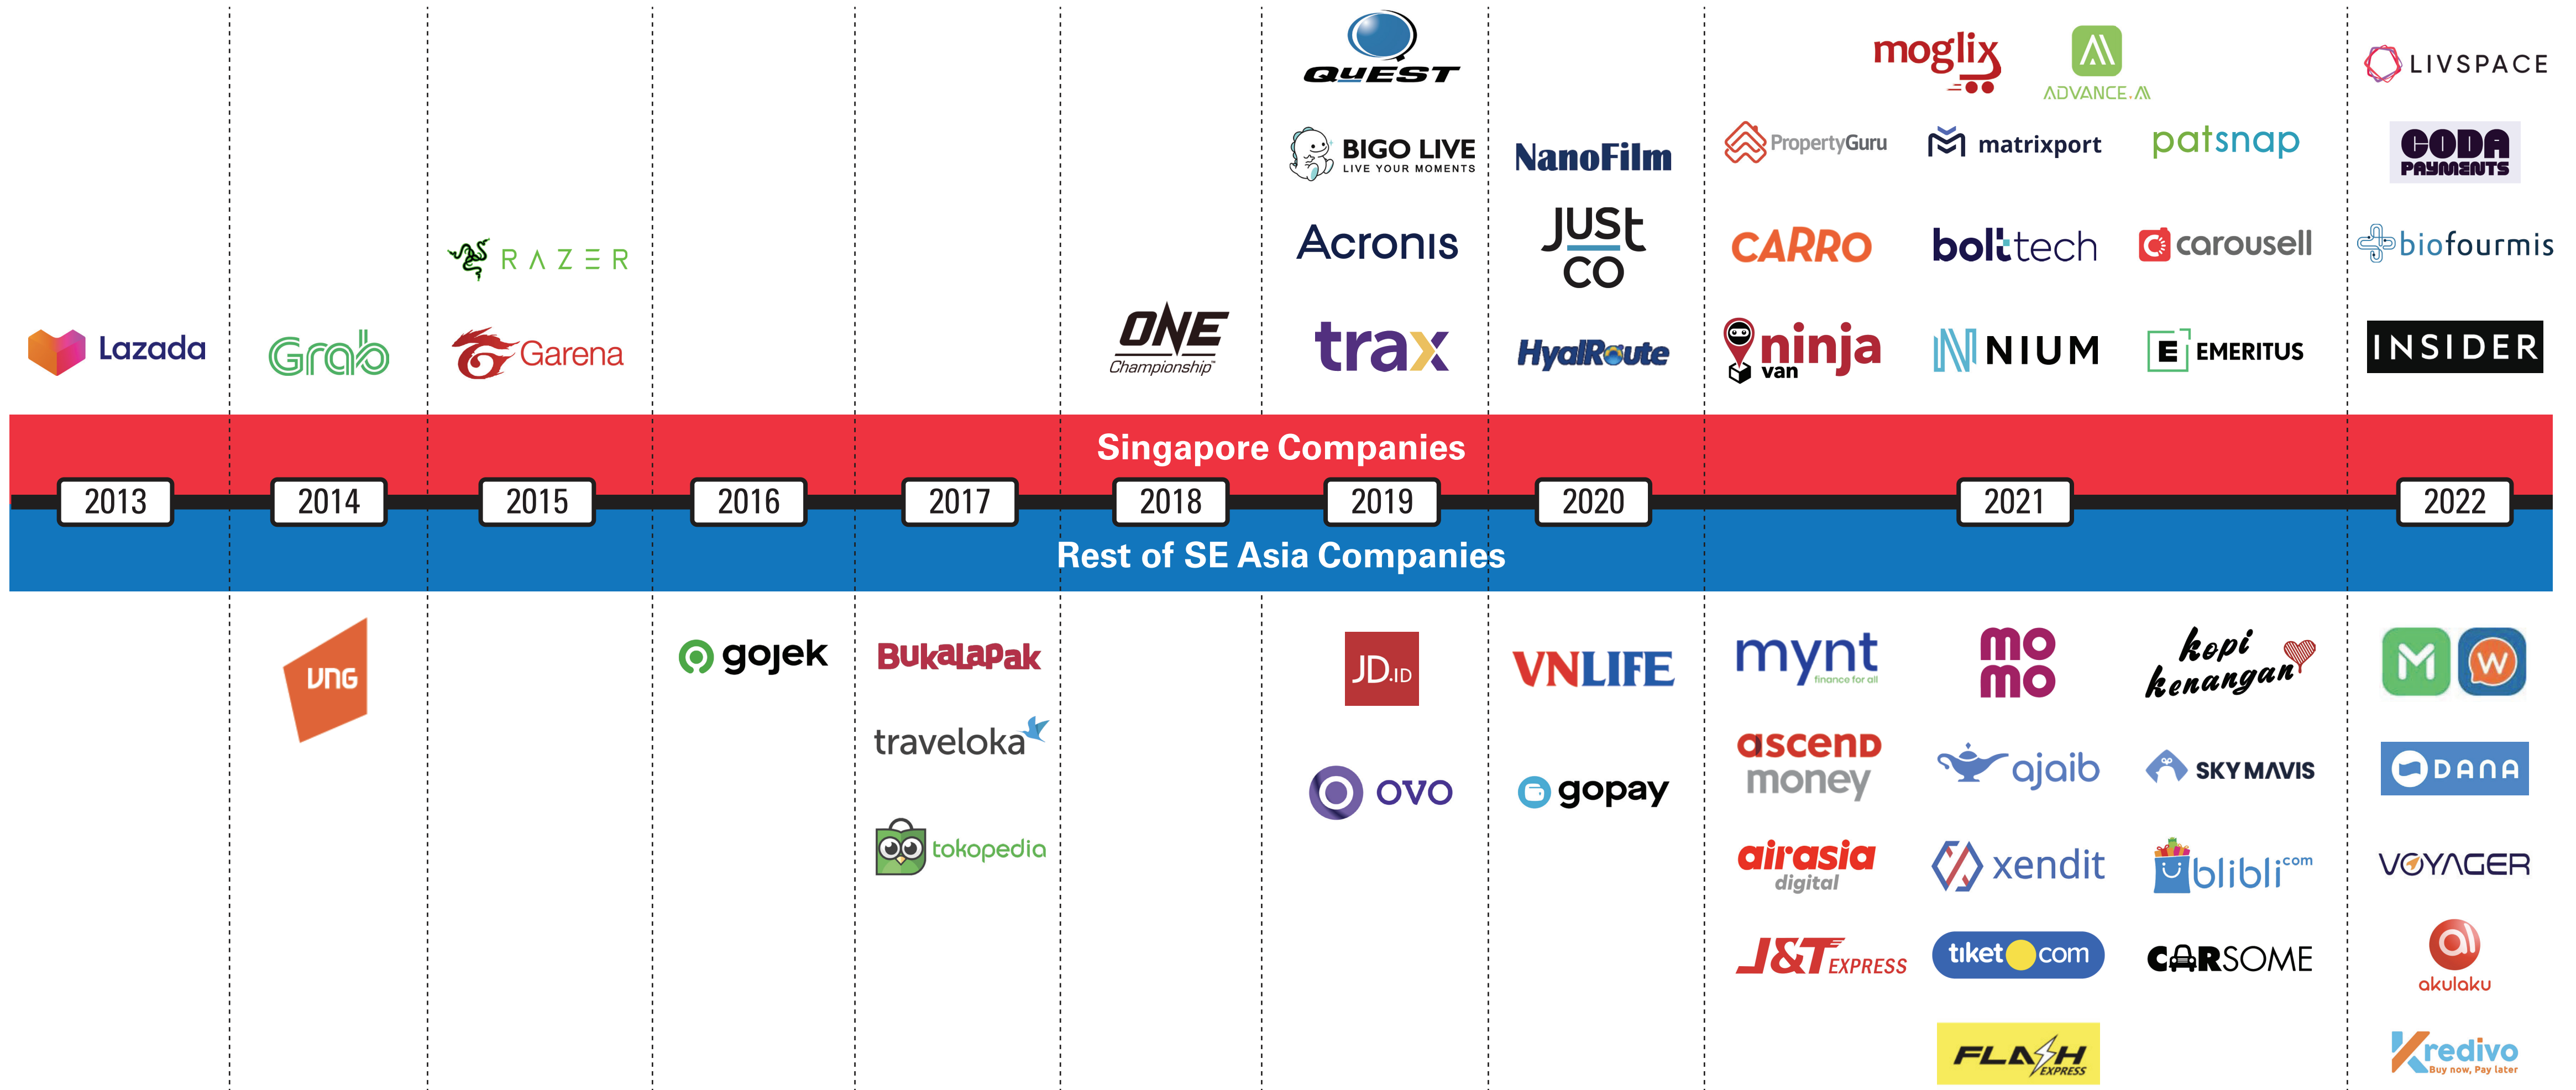 QuEST
moglix
ADVANCE.AI
LIVSPACE
BIGO LIVE
LIVE YOUR MOMENTS
NanoFilm
PropertyGuru
matrixport
patsnap
CODA
PAYMENTS
RAZER
Acronis
JUSt
CO
CARRO
bolttech
carousell
biofourmis
Lazada
Grab
Garena
ONE
Championship™
trax
HyalRoute
ninja
van
NIUM
E EMERITUS
INSIDER
Singapore Companies
2013
2014
2015
2016
2017
2018
2019
2020
2021
2022
Rest of SE Asia Companies
VNG
gojek
BukaLapak
JD.ID
VNLIFE
mynt
finance for all
mo
mo
kopi
kenangan
M
W
traveloka
ovo
gopay
ascend
money
ajaib
SKY MAVIS
DANA
tokopedia
airasia
digital
xendit
blibli.com
VOYAGER
J&T EXPRESS
tiket com
CARSOME
al
akulaku
FLASH
EXPRESS
Kredivo
Buy now, Pay later